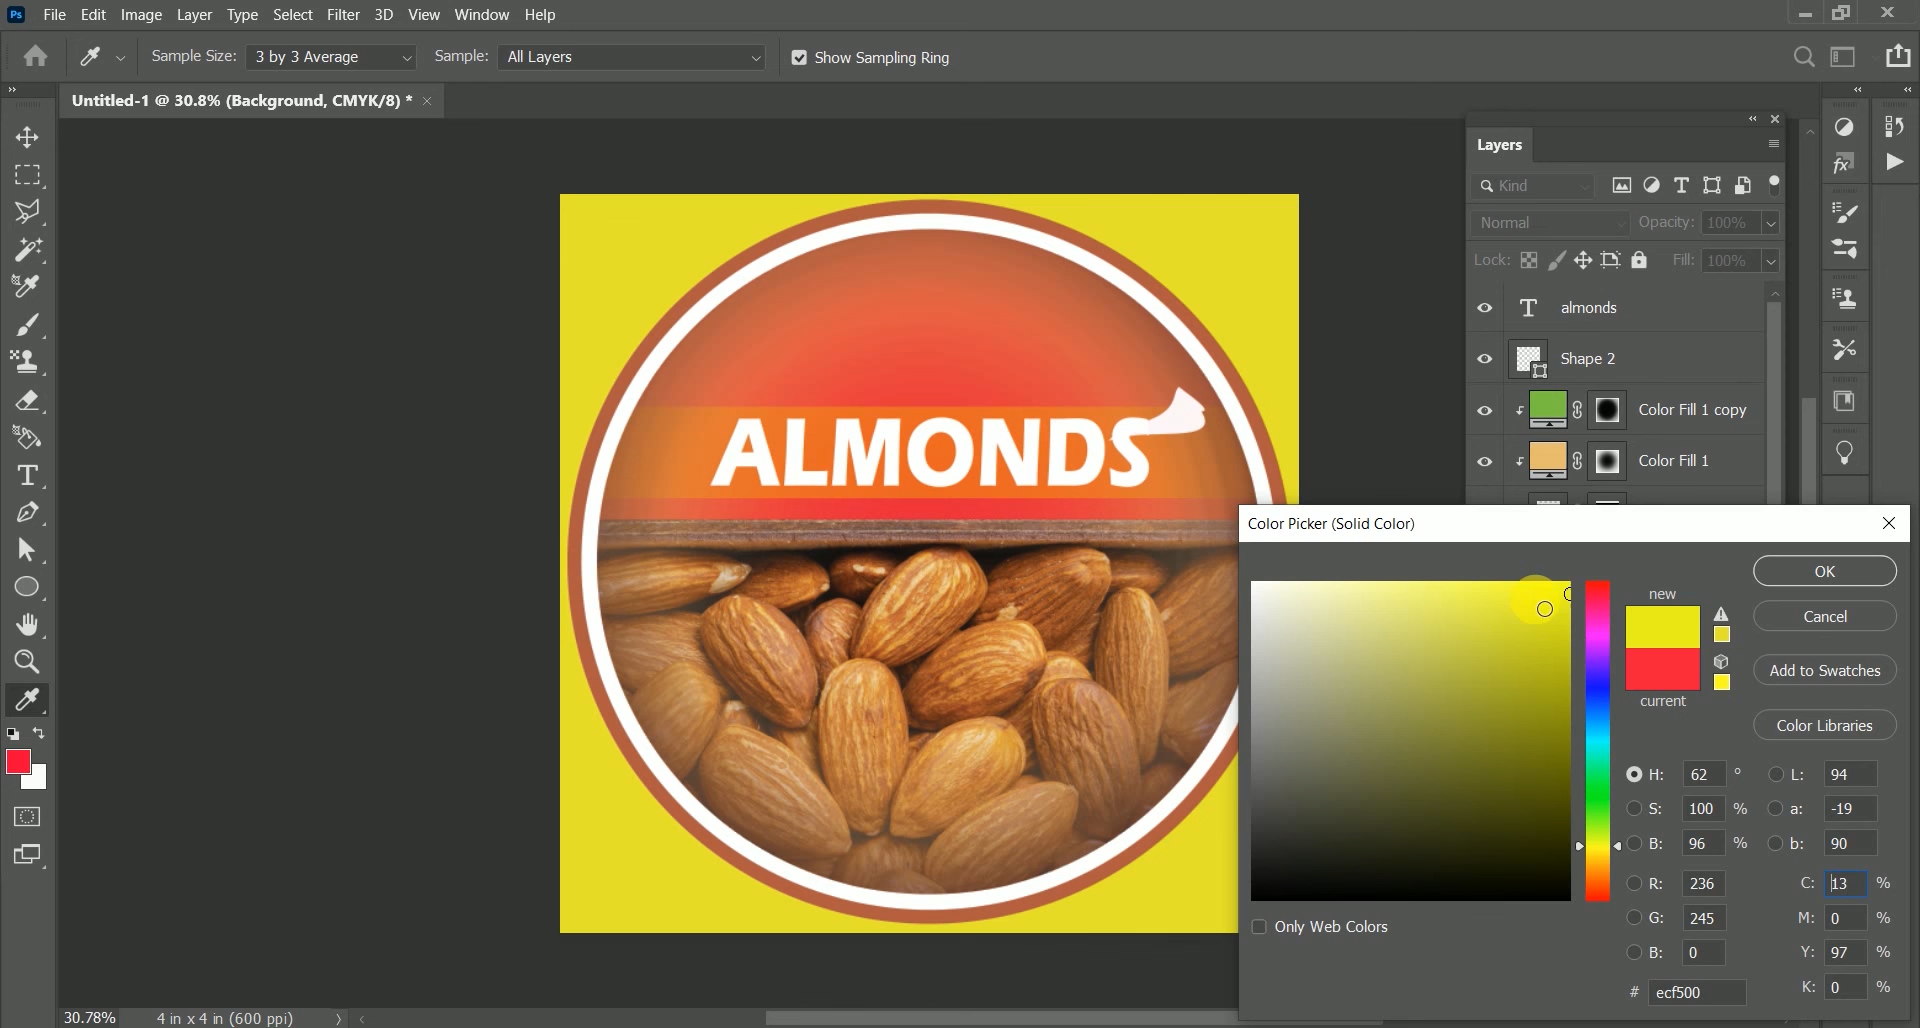 Ps File Edit Image Layer Type Select Filter 3D View Window Help
Sample Size: 3 by 3 Average Sample: All Layers Show Sampling Ring
Untitled-1 @ 30.8% (Background, CMYK/8) * ×
Layers
Kind
Normal Opacity: 100%
Lock: Fill: 100%
T almonds
Shape 2
Color Fill 1 copy
Color Fill 1
ALMONDS
Color Picker (Solid Color)
OK
new
Cancel
Add to Swatches
current
Color Libraries
H: 62 ° L: 94
S: 100 % a: -19
B: 96 % b: 90
R: 236 C: 13 %
G: 245 M: 0 %
Only Web Colors
B: 0 Y: 97 %
# ecf500 K: 0 %
30.78% 4 in x 4 in (600 ppi)